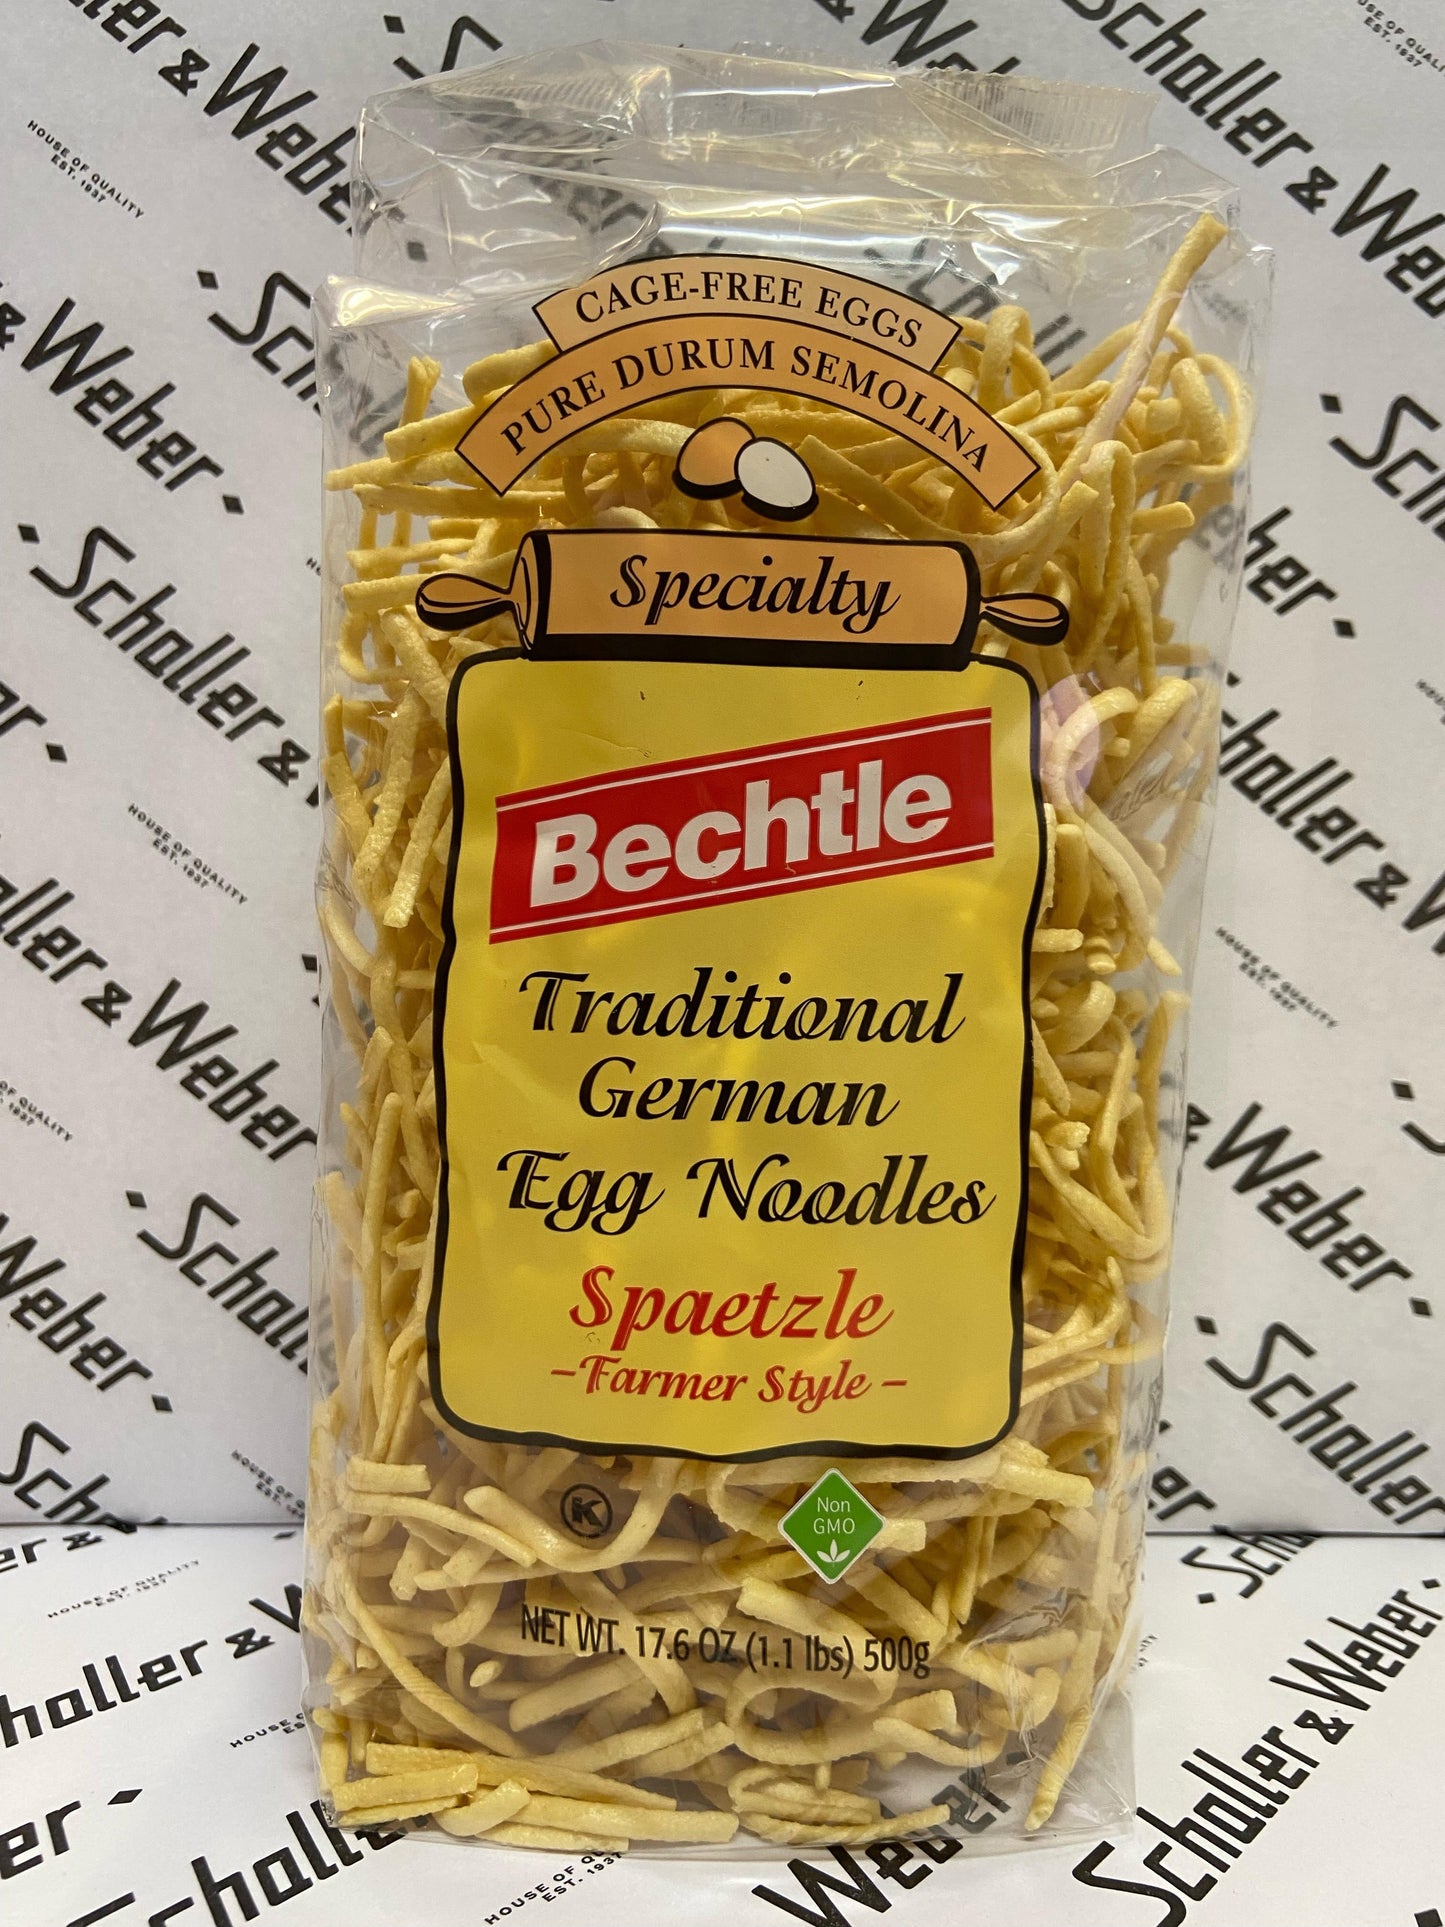 CAGE-FREE EGGS
PURE DURUM SEMOLINA
Specialty
Bechtle
Traditional
German
Egg Noodles
Spaetzle
-Farmer Style-
K
Non
GMO
NET WT. 17.6 OZ (1.1 lbs) 500g
Schaller & Weber
HOUSE OF QUALITY
EST. 1937